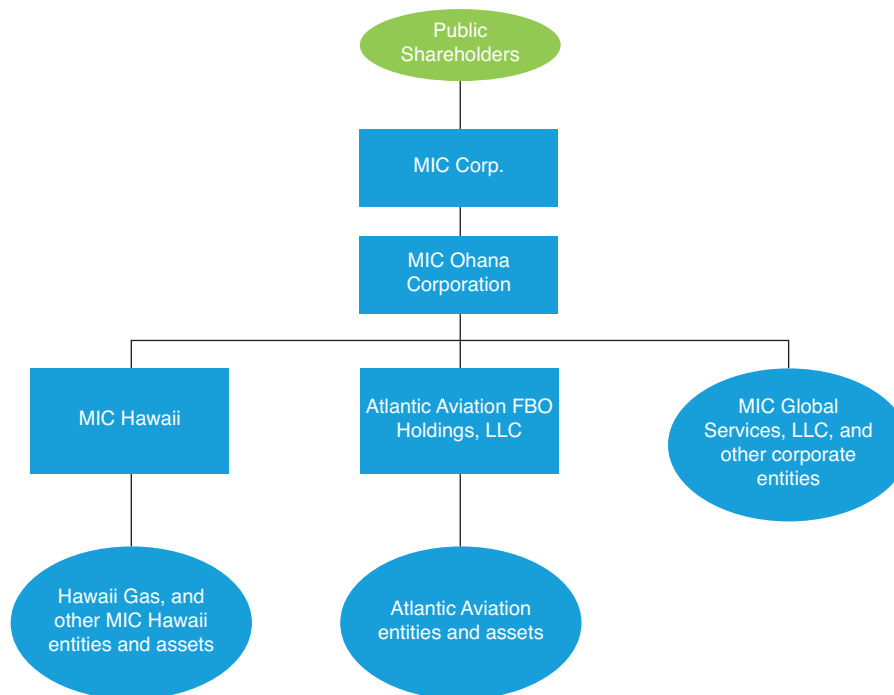 Public
Shareholders
MIC Corp.
MIC Ohana
Corporation
MIC Hawaii
Atlantic Aviation FBO
Holdings, LLC
MIC Global
Services, LLC, and
other corporate
entities
Hawaii Gas, and
other MIC Hawaii
entities and assets
Atlantic Aviation
entities and assets